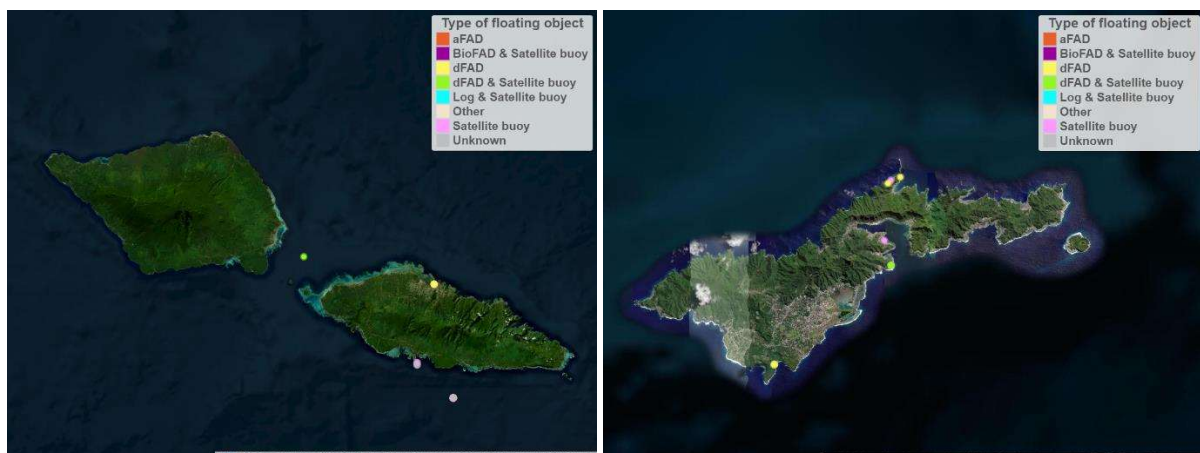 Type of floating object
aFAD
BioFAD & Satellite buoy
dFAD
dFAD & Satellite buoy
Log & Satellite buoy
Other
Satellite buoy
Unknown
Type of floating object
aFAD
BioFAD & Satellite buoy
dFAD
dFAD & Satellite buoy
Log & Satellite buoy
Other
Satellite buoy
Unknown